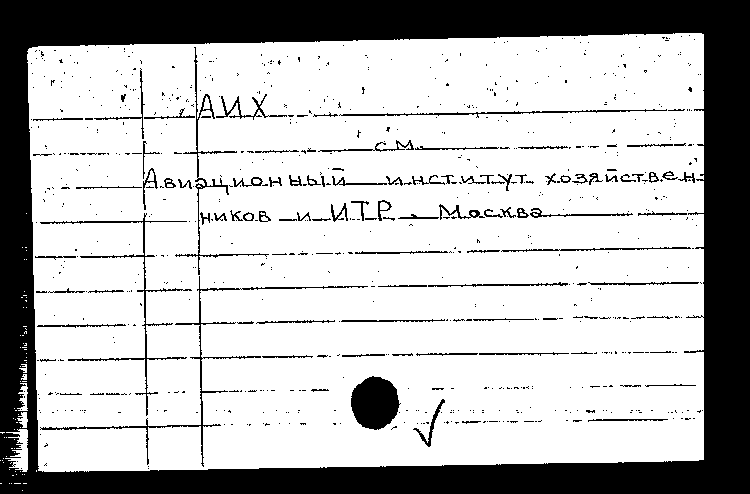 АИХ
см.
Авиационный институт хозяйствен-
ников и ИТР. Москва